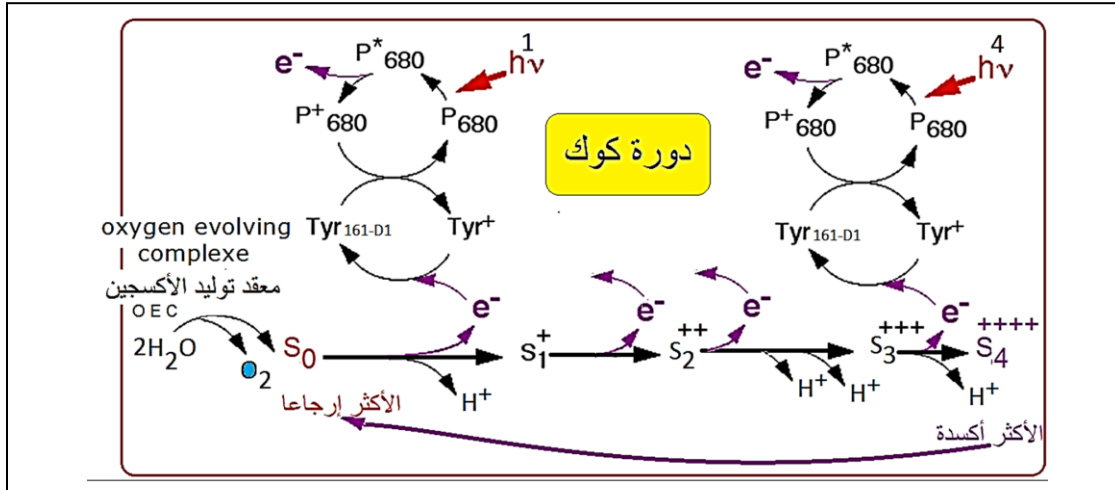 1
4
e- P*680 hν
e- P*680 hν
P+680 P680
P+680 P680
دورة كوك
Tyr161-D1 Tyr+
Tyr161-D1 Tyr+
oxygen evolving
complexe
معقد توليد الأكسجين
OEC
e- e- e- e-
2H2O O2 S0 S1+ S2++ S3+++ S4++++
H+ H+ H+ H+
الأكثر إرجاعا
الأكثر أكسدة